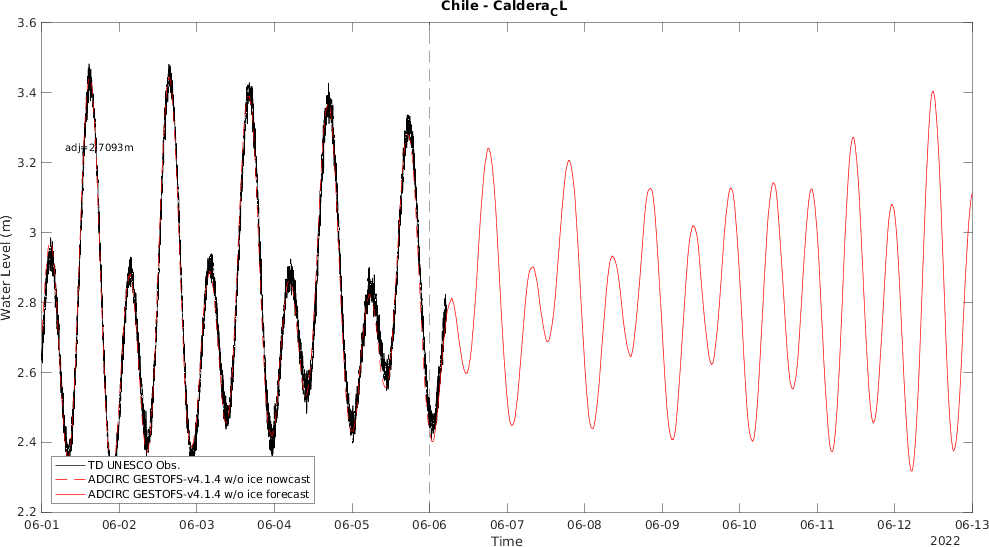 Chile - Caldera_CL
3.6
3.4
3.2
3
2.8
2.6
2.4
2.2
Water Level (m)
adj=2.7093m
TD UNESCO Obs.
ADCIRC GESTOFS-v4.1.4 w/o ice nowcast
ADCIRC GESTOFS-v4.1.4 w/o ice forecast
06-01 06-02 06-03 06-04 06-05 06-06 06-07 06-08 06-09 06-10 06-11 06-12 06-13
Time
2022